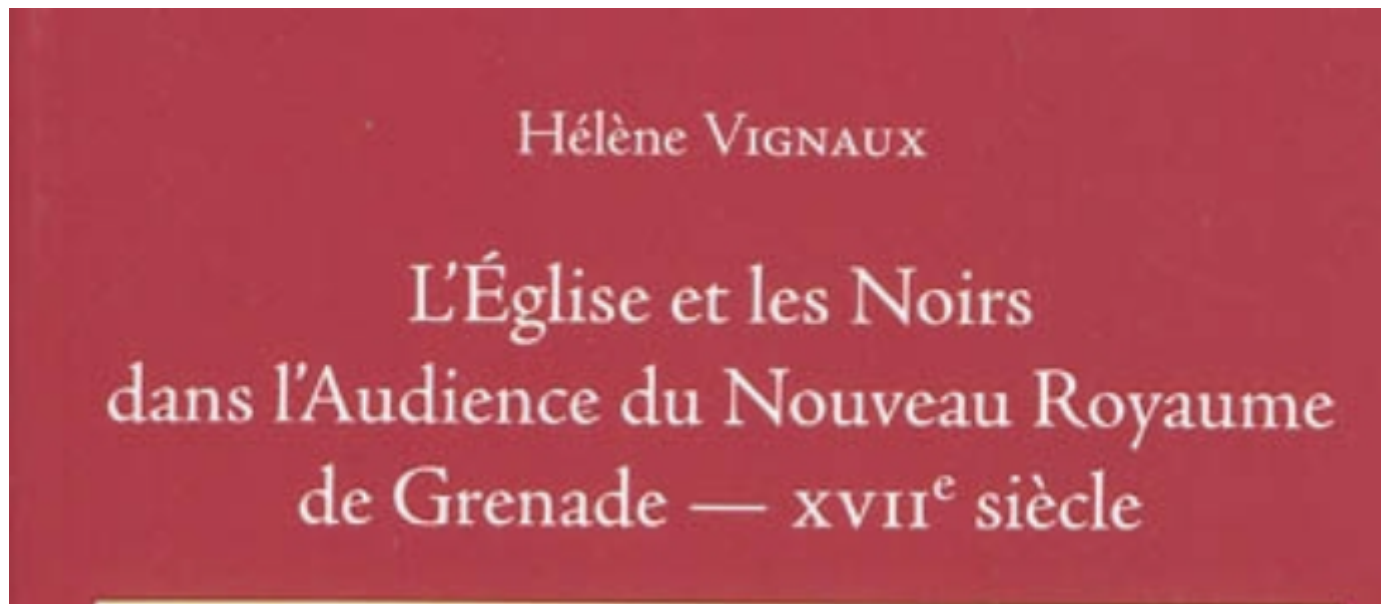 Hélène VIGNAUX
L'Église et les Noirs
dans l'Audience du Nouveau Royaume
de Grenade — XVIIe siècle